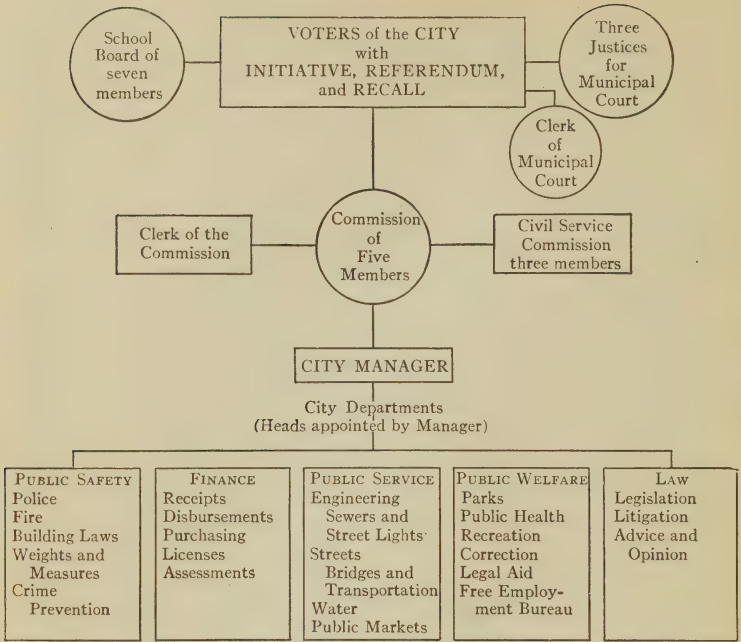 School
Board of
seven
members
VOTERS of the CITY
with
INITIATIVE, REFERENDUM,
and RECALL
Three
Justices
for
Municipal
Court
Clerk
of
Municipal
Court
Clerk of the
Commission
Commission
of
Five
Members
Civil Service
Commission
three members
CITY MANAGER
City Departments
(Heads appointed by Manager)
PUBLIC SAFETY
Police
Fire
Building Laws
Weights and
Measures
Crime
Prevention
FINANCE
Receipts
Disbursements
Purchasing
Licenses
Assessments
PUBLIC SERVICE
Engineering
Sewers and
Street Lights
Streets
Bridges and
Transportation
Water
Public Markets
PUBLIC WELFARE
Parks
Public Health
Recreation
Correction
Legal Aid
Free Employ-
ment Bureau
LAW
Legislation
Litigation
Advice and
Opinion